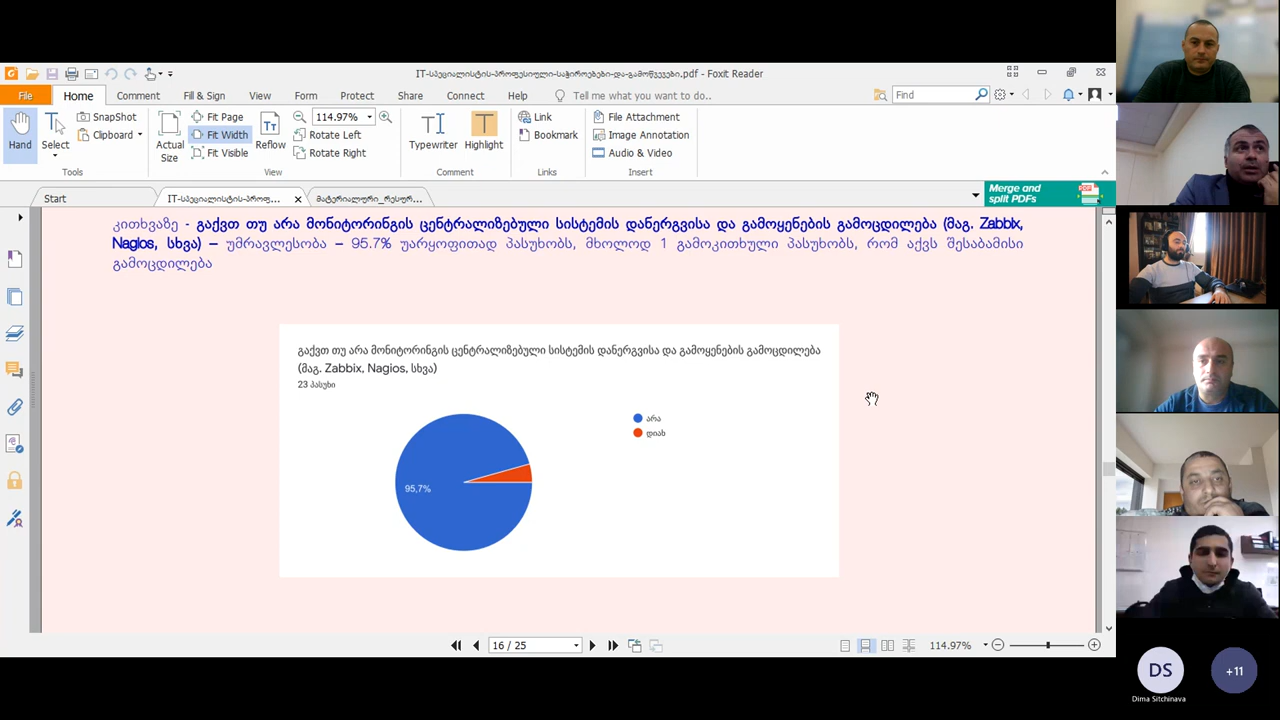 IT-სპეციალისტის-პროფესიული-საჭიროებები-და-გამოწვევები.pdf - Foxit Reader
File Home Comment Fill & Sign View Form Protect Share Connect Help Tell me what you want to do.. Find
Hand Select SnapShot Clipboard Actual Size Fit Page Fit Width Fit Visible Reflow 114.97% Rotate Left Rotate Right Typewriter Highlight Link Bookmark File Attachment Image Annotation Audio & Video
Tools View Comment Links Insert
Start IT-სპეციალისტის-პროფ... მატერიალური_რესურ... Merge and split PDFs
კითხვაზე - გაქვთ თუ არა მონიტორინგის ცენტრალიზებული სისტემის დანერგვისა და გამოყენების გამოცდილება (მაგ. Zabbix,
Nagios, სხვა) – უმრავლესობა – 95.7% უარყოფითად პასუხობს, მხოლოდ 1 გამოკითხული პასუხობს, რომ აქვს შესაბამისი
გამოცდილება
გაქვთ თუ არა მონიტორინგის ცენტრალიზებული სისტემის დანერგვისა და გამოყენების გამოცდილება
(მაგ. Zabbix, Nagios, სხვა)
23 პასუხი
არა
დიახ
95,7%
16 / 25 114.97%
DS
+11
Dima Sitchinava